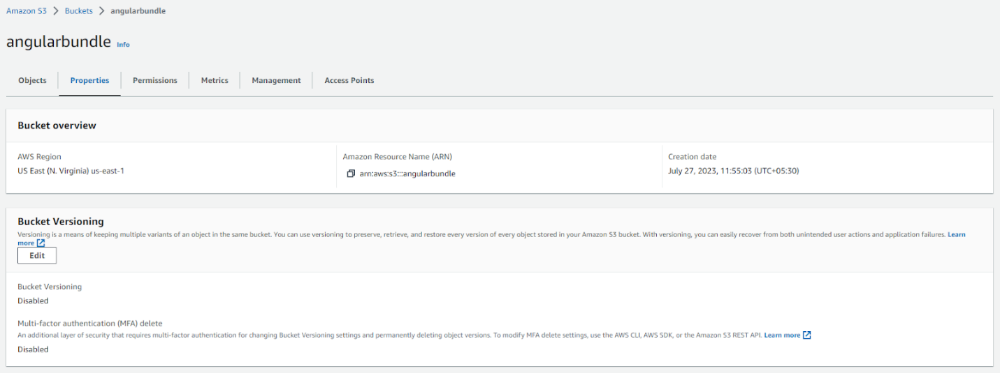 Amazon S3 > Buckets > angularbundle
angularbundle Info
Objects Properties Permissions Metrics Management Access Points
Bucket overview
AWS Region
US East (N. Virginia) us-east-1
Amazon Resource Name (ARN)
arn:aws:s3:::angularbundle
Creation date
July 27, 2023, 11:55:03 (UTC+05:30)
Bucket Versioning
Versioning is a means of keeping multiple variants of an object in the same bucket. You can use versioning to preserve, retrieve, and restore every version of every object stored in your Amazon S3 bucket. With versioning, you can easily recover from both unintended user actions and application failures. Learn
more
Edit
Bucket Versioning
Disabled
Multi-factor authentication (MFA) delete
An additional layer of security that requires multi-factor authentication for changing Bucket Versioning settings and permanently deleting object versions. To modify MFA delete settings, use the AWS CLI, AWS SDK, or the Amazon S3 REST API. Learn more
Disabled